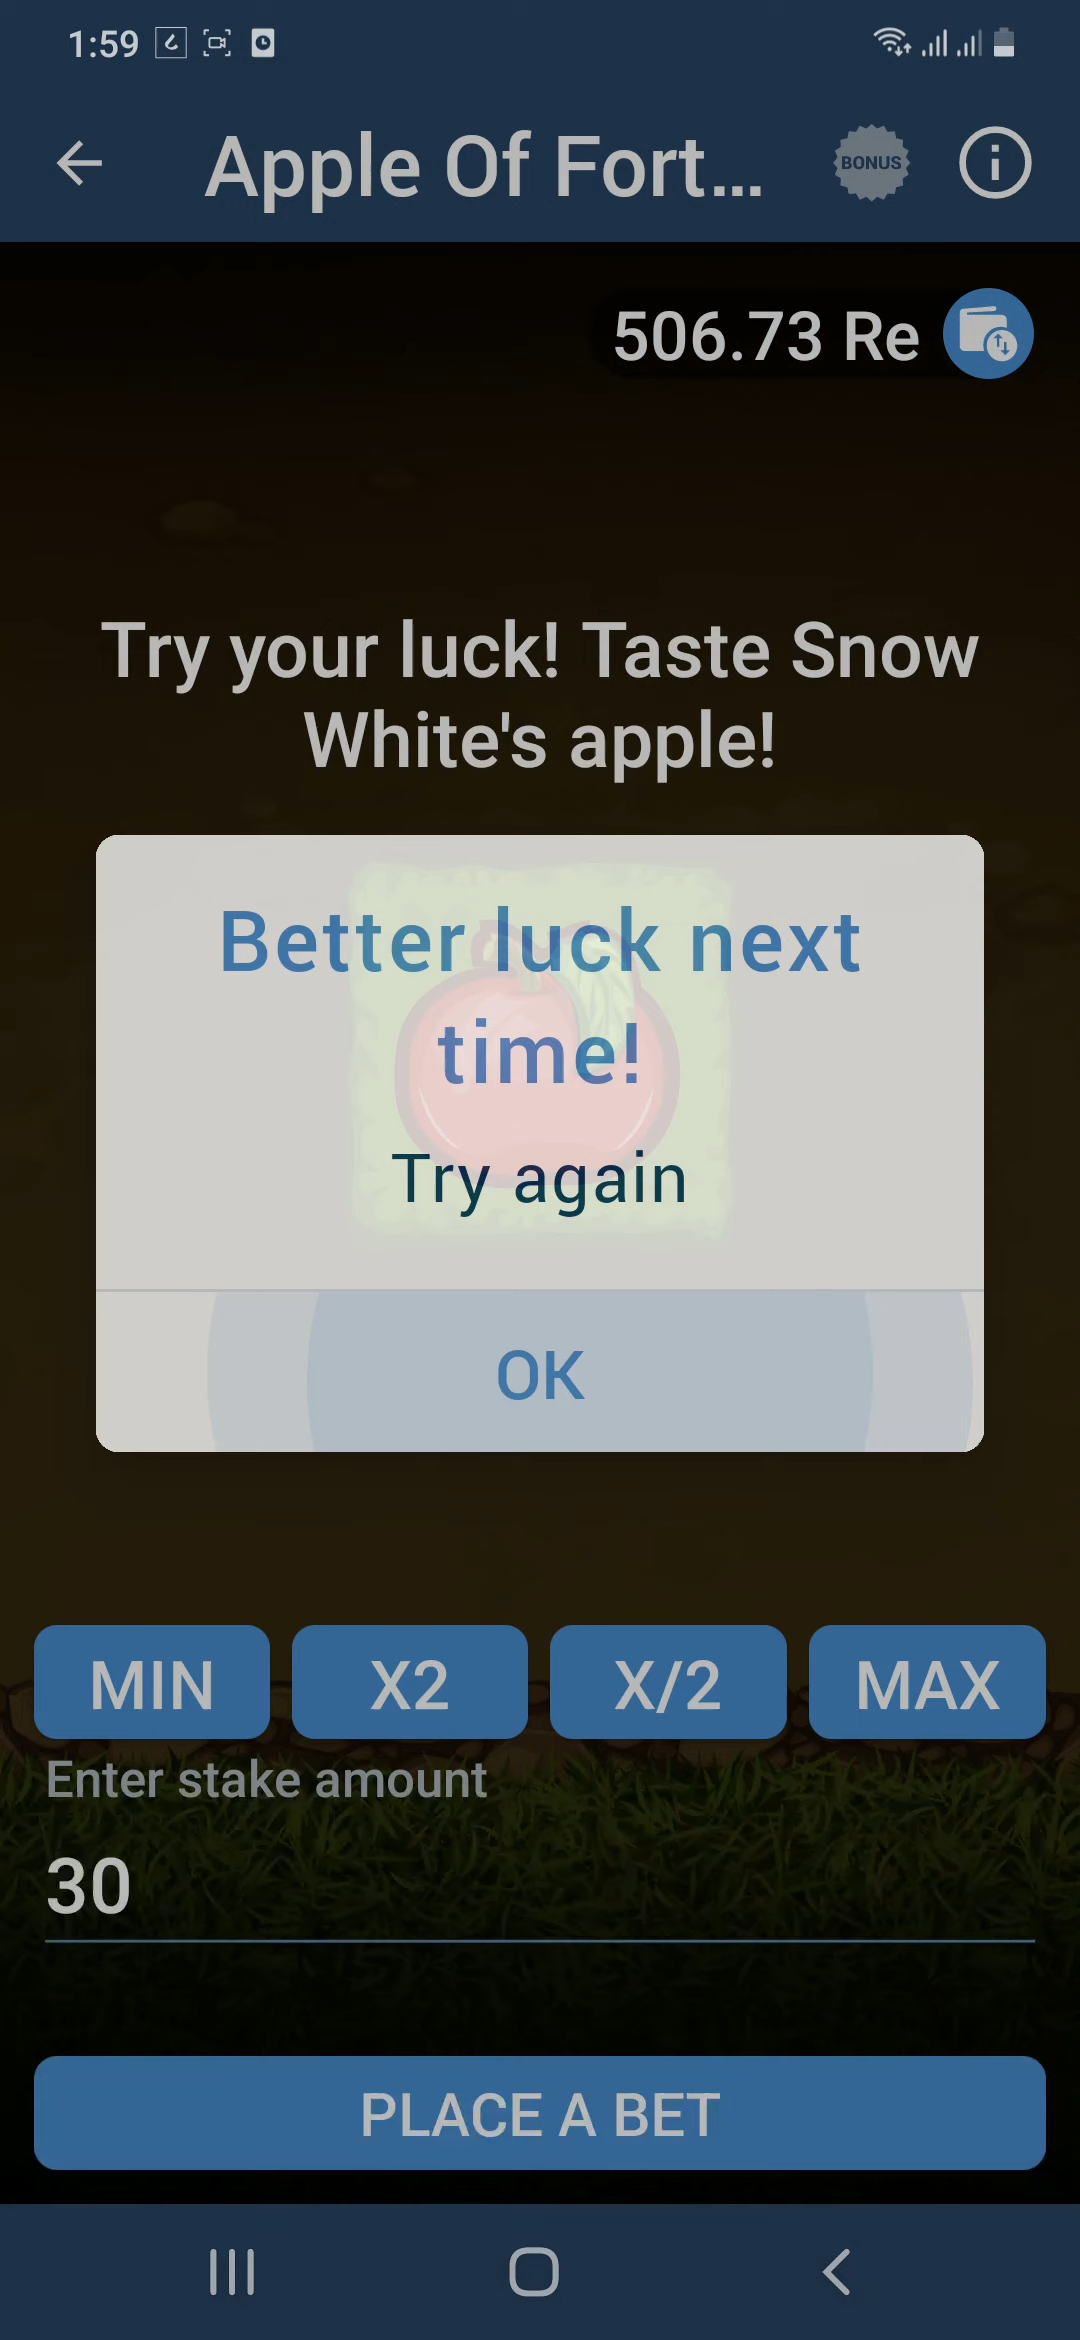 1:59
Apple Of Fort...
BONUS
506.73 Re
Try your luck! Taste Snow
White's apple!
Better luck next
time!
Try again
OK
MIN X2 X/2 MAX
Enter stake amount
30
PLACE A BET